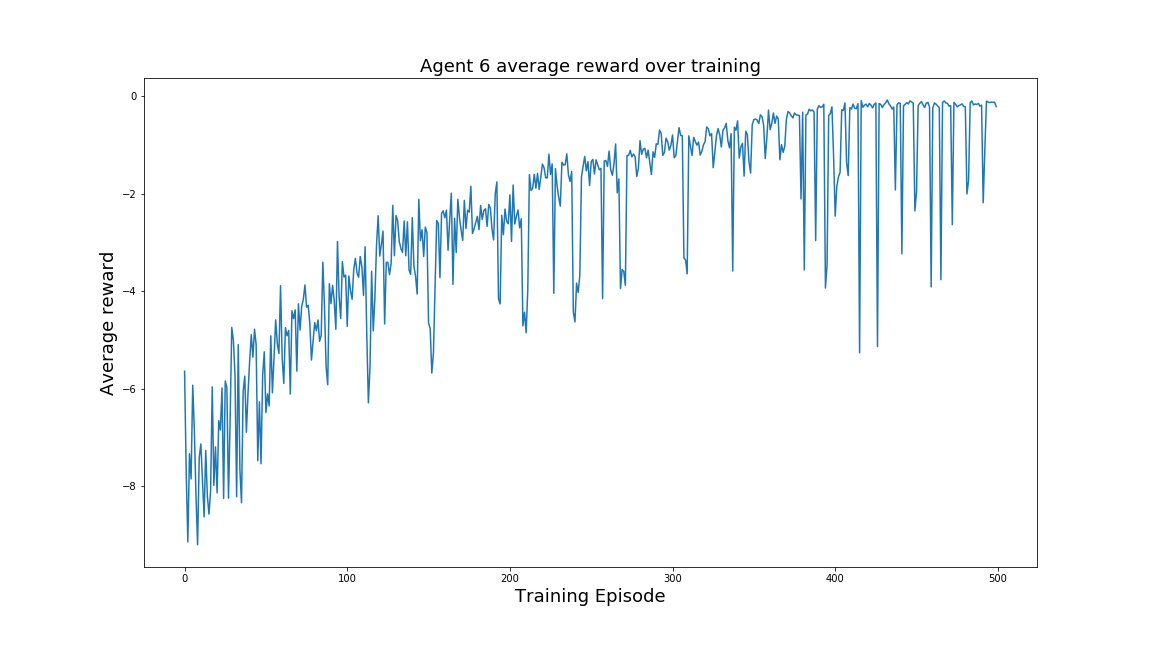 Agent 6 average reward over training
0
−2
−4
−6
−8
Average reward
0 100 200 300 400 500
Training Episode